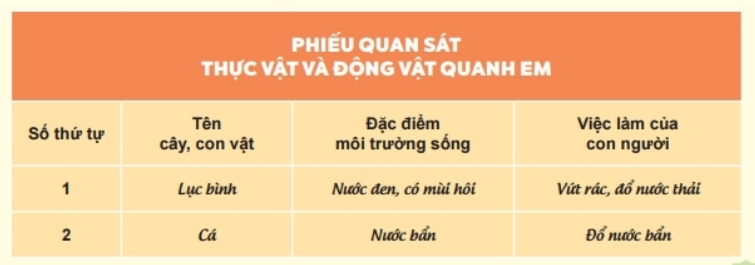 PHIẾU QUAN SÁT
THỰC VẬT VÀ ĐỘNG VẬT QUANH EM
Số thứ tự
Tên
cây, con vật
Đặc điểm
môi trường sống
Việc làm của
con người
1
Lục bình
Nước đen, có mùi hôi
Vứt rác, đổ nước thải
2
Cá
Nước bẩn
Đổ nước bẩn